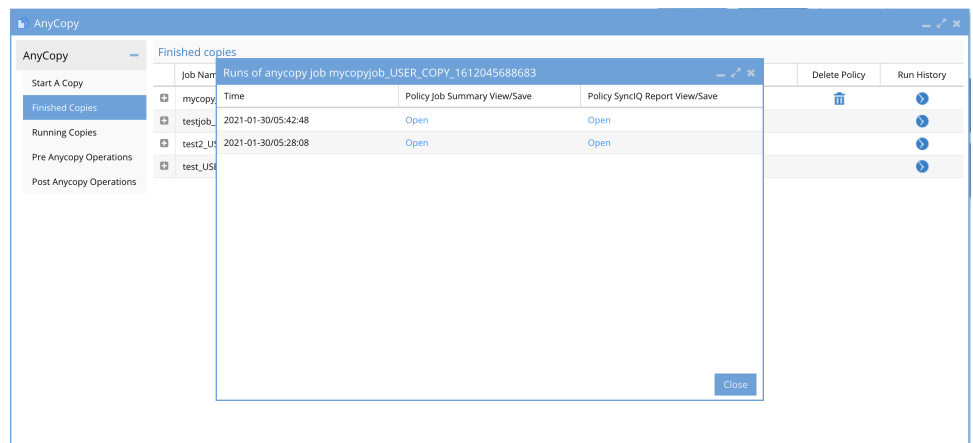 AnyCopy
AnyCopy
Start A Copy
Finished Copies
Running Copies
Pre Anycopy Operations
Post Anycopy Operations
Finished copies
Job Nam
Delete Policy
Run History
mycopy_
testjob_
test2_US
test_USE
Runs of anycopy job mycopyjob_USER_COPY_1612045688683
Time
Policy Job Summary View/Save
Policy SyncIQ Report View/Save
2021-01-30/05:42:48
Open
Open
2021-01-30/05:28:08
Open
Open
Close